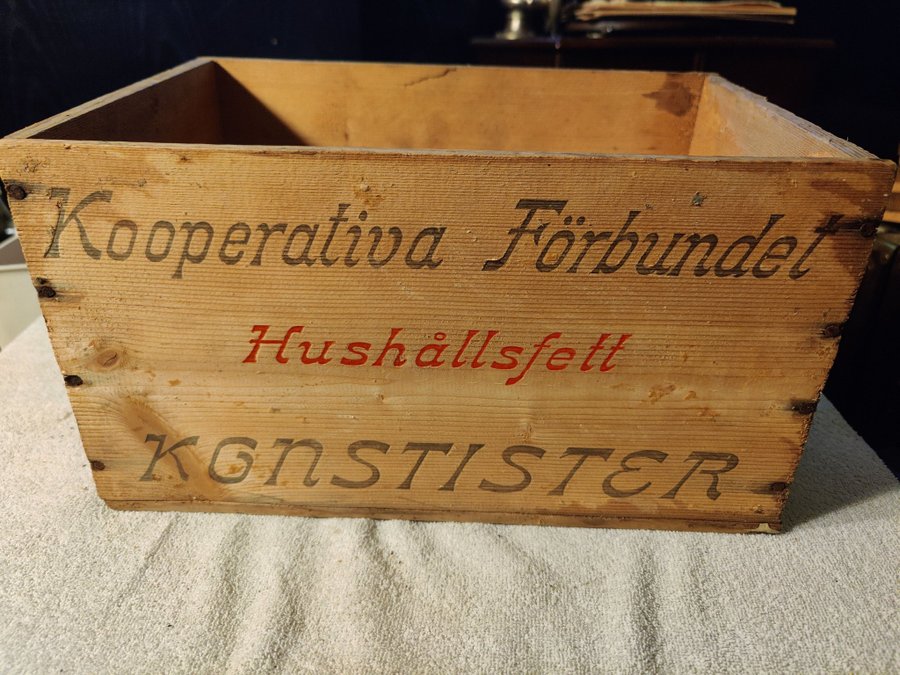 Kooperativa Förbundet
Hushållsfett
KONSTISTER